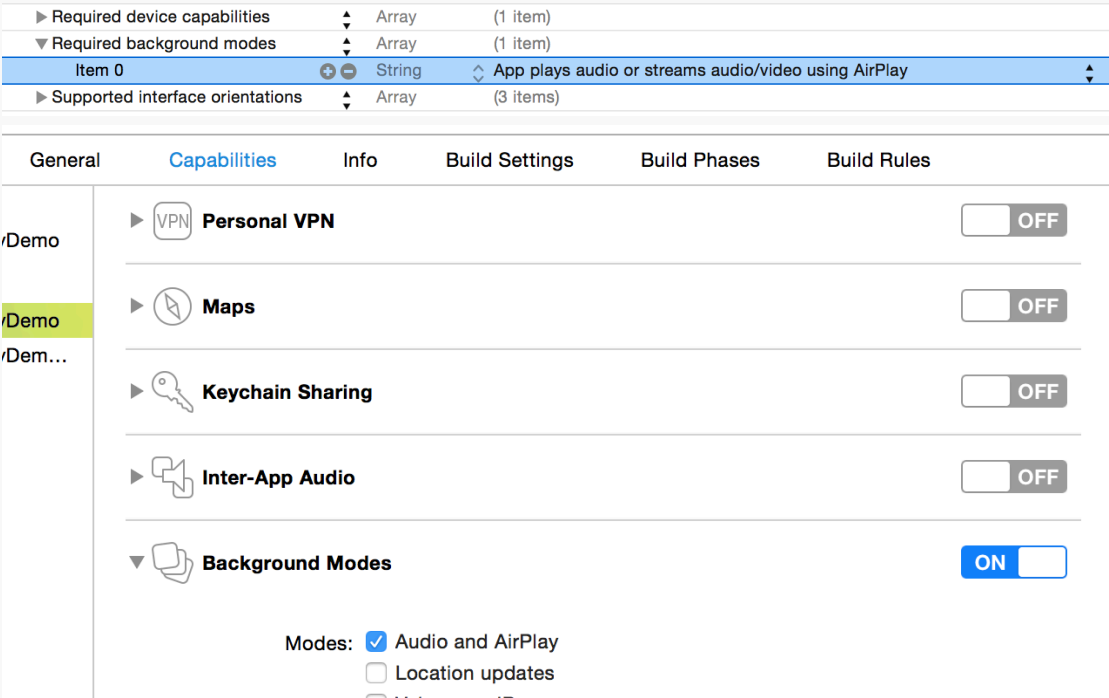 Required device capabilities Array (1 item)
Required background modes Array (1 item)
Item 0 String App plays audio or streams audio/video using AirPlay
Supported interface orientations Array (3 items)
General Capabilities Info Build Settings Build Phases Build Rules
VPN Personal VPN OFF
yDemo
Maps OFF
yDemo
yDem...
Keychain Sharing OFF
Inter-App Audio OFF
Background Modes ON
Modes: Audio and AirPlay
Location updates